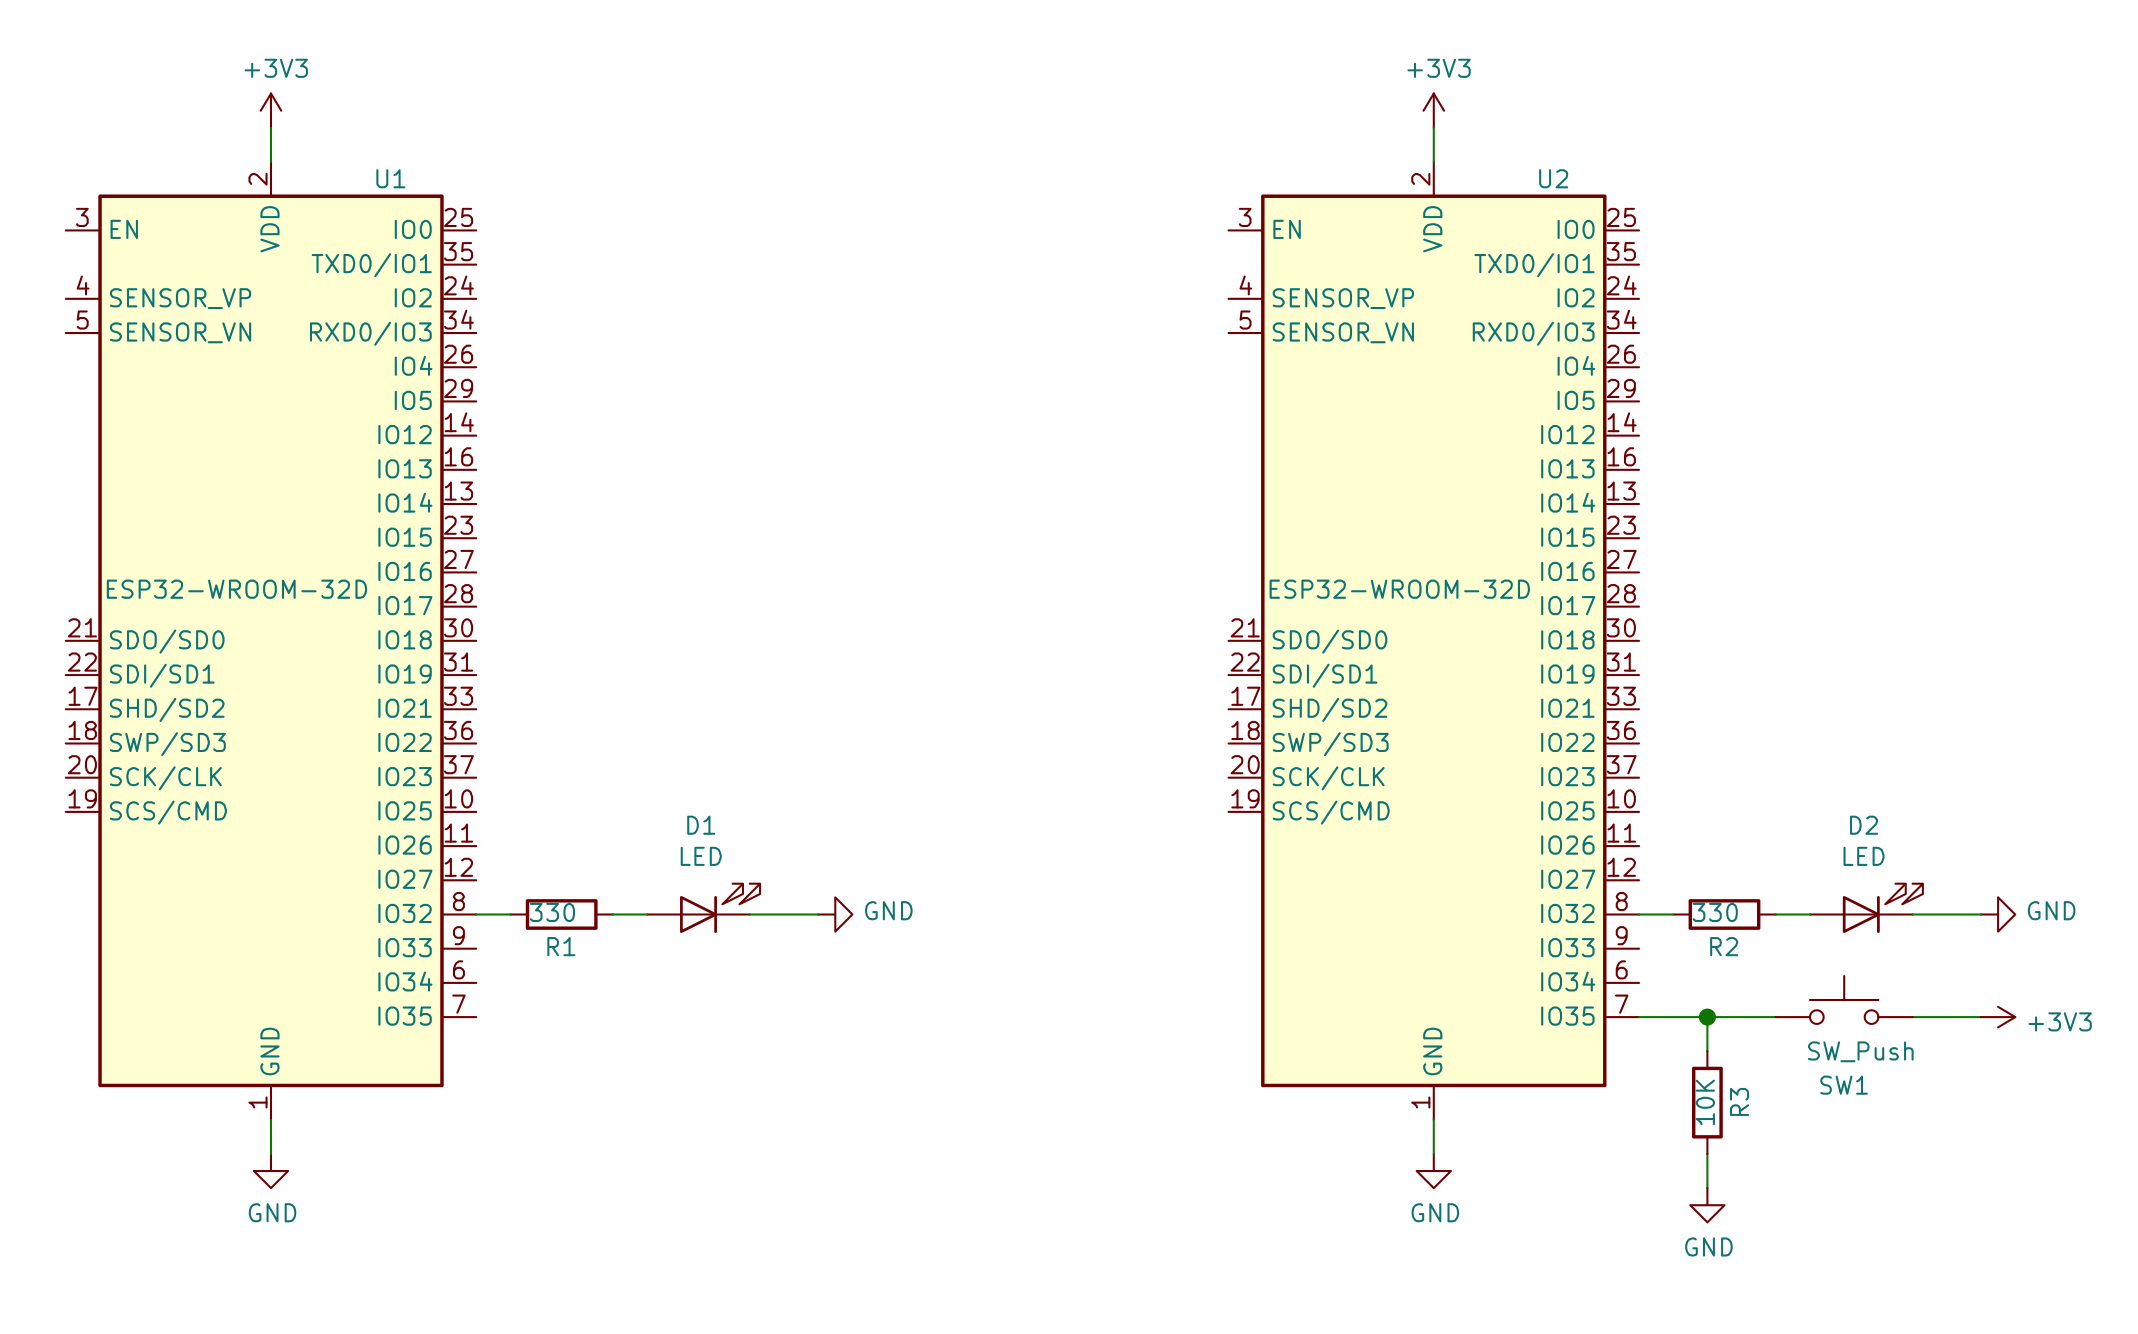 +3V3
2
U1
3
EN
VDD
IO0
25
TXD0/IO1
35
4
SENSOR_VP
IO2
24
5
SENSOR_VN
RXD0/IO3
34
IO4
26
IO5
29
IO12
14
IO13
16
IO14
13
IO15
23
IO16
27
ESP32-WROOM-32D
IO17
28
21
SDO/SD0
IO18
30
22
SDI/SD1
IO19
31
17
SHD/SD2
IO21
33
18
SWP/SD3
IO22
36
20
SCK/CLK
IO23
37
19
SCS/CMD
IO25
10
IO26
11
IO27
12
IO32
8
IO33
9
IO34
6
IO35
7
GND
1
GND
330
R1
D1
LED
GND
+3V3
2
U2
3
EN
VDD
IO0
25
TXD0/IO1
35
4
SENSOR_VP
IO2
24
5
SENSOR_VN
RXD0/IO3
34
IO4
26
IO5
29
IO12
14
IO13
16
IO14
13
IO15
23
IO16
27
ESP32-WROOM-32D
IO17
28
21
SDO/SD0
IO18
30
22
SDI/SD1
IO19
31
17
SHD/SD2
IO21
33
18
SWP/SD3
IO22
36
20
SCK/CLK
IO23
37
19
SCS/CMD
IO25
10
IO26
11
IO27
12
IO32
8
IO33
9
IO34
6
IO35
7
GND
1
GND
330
R2
D2
LED
GND
+3V3
SW_Push
SW1
10K
R3
GND